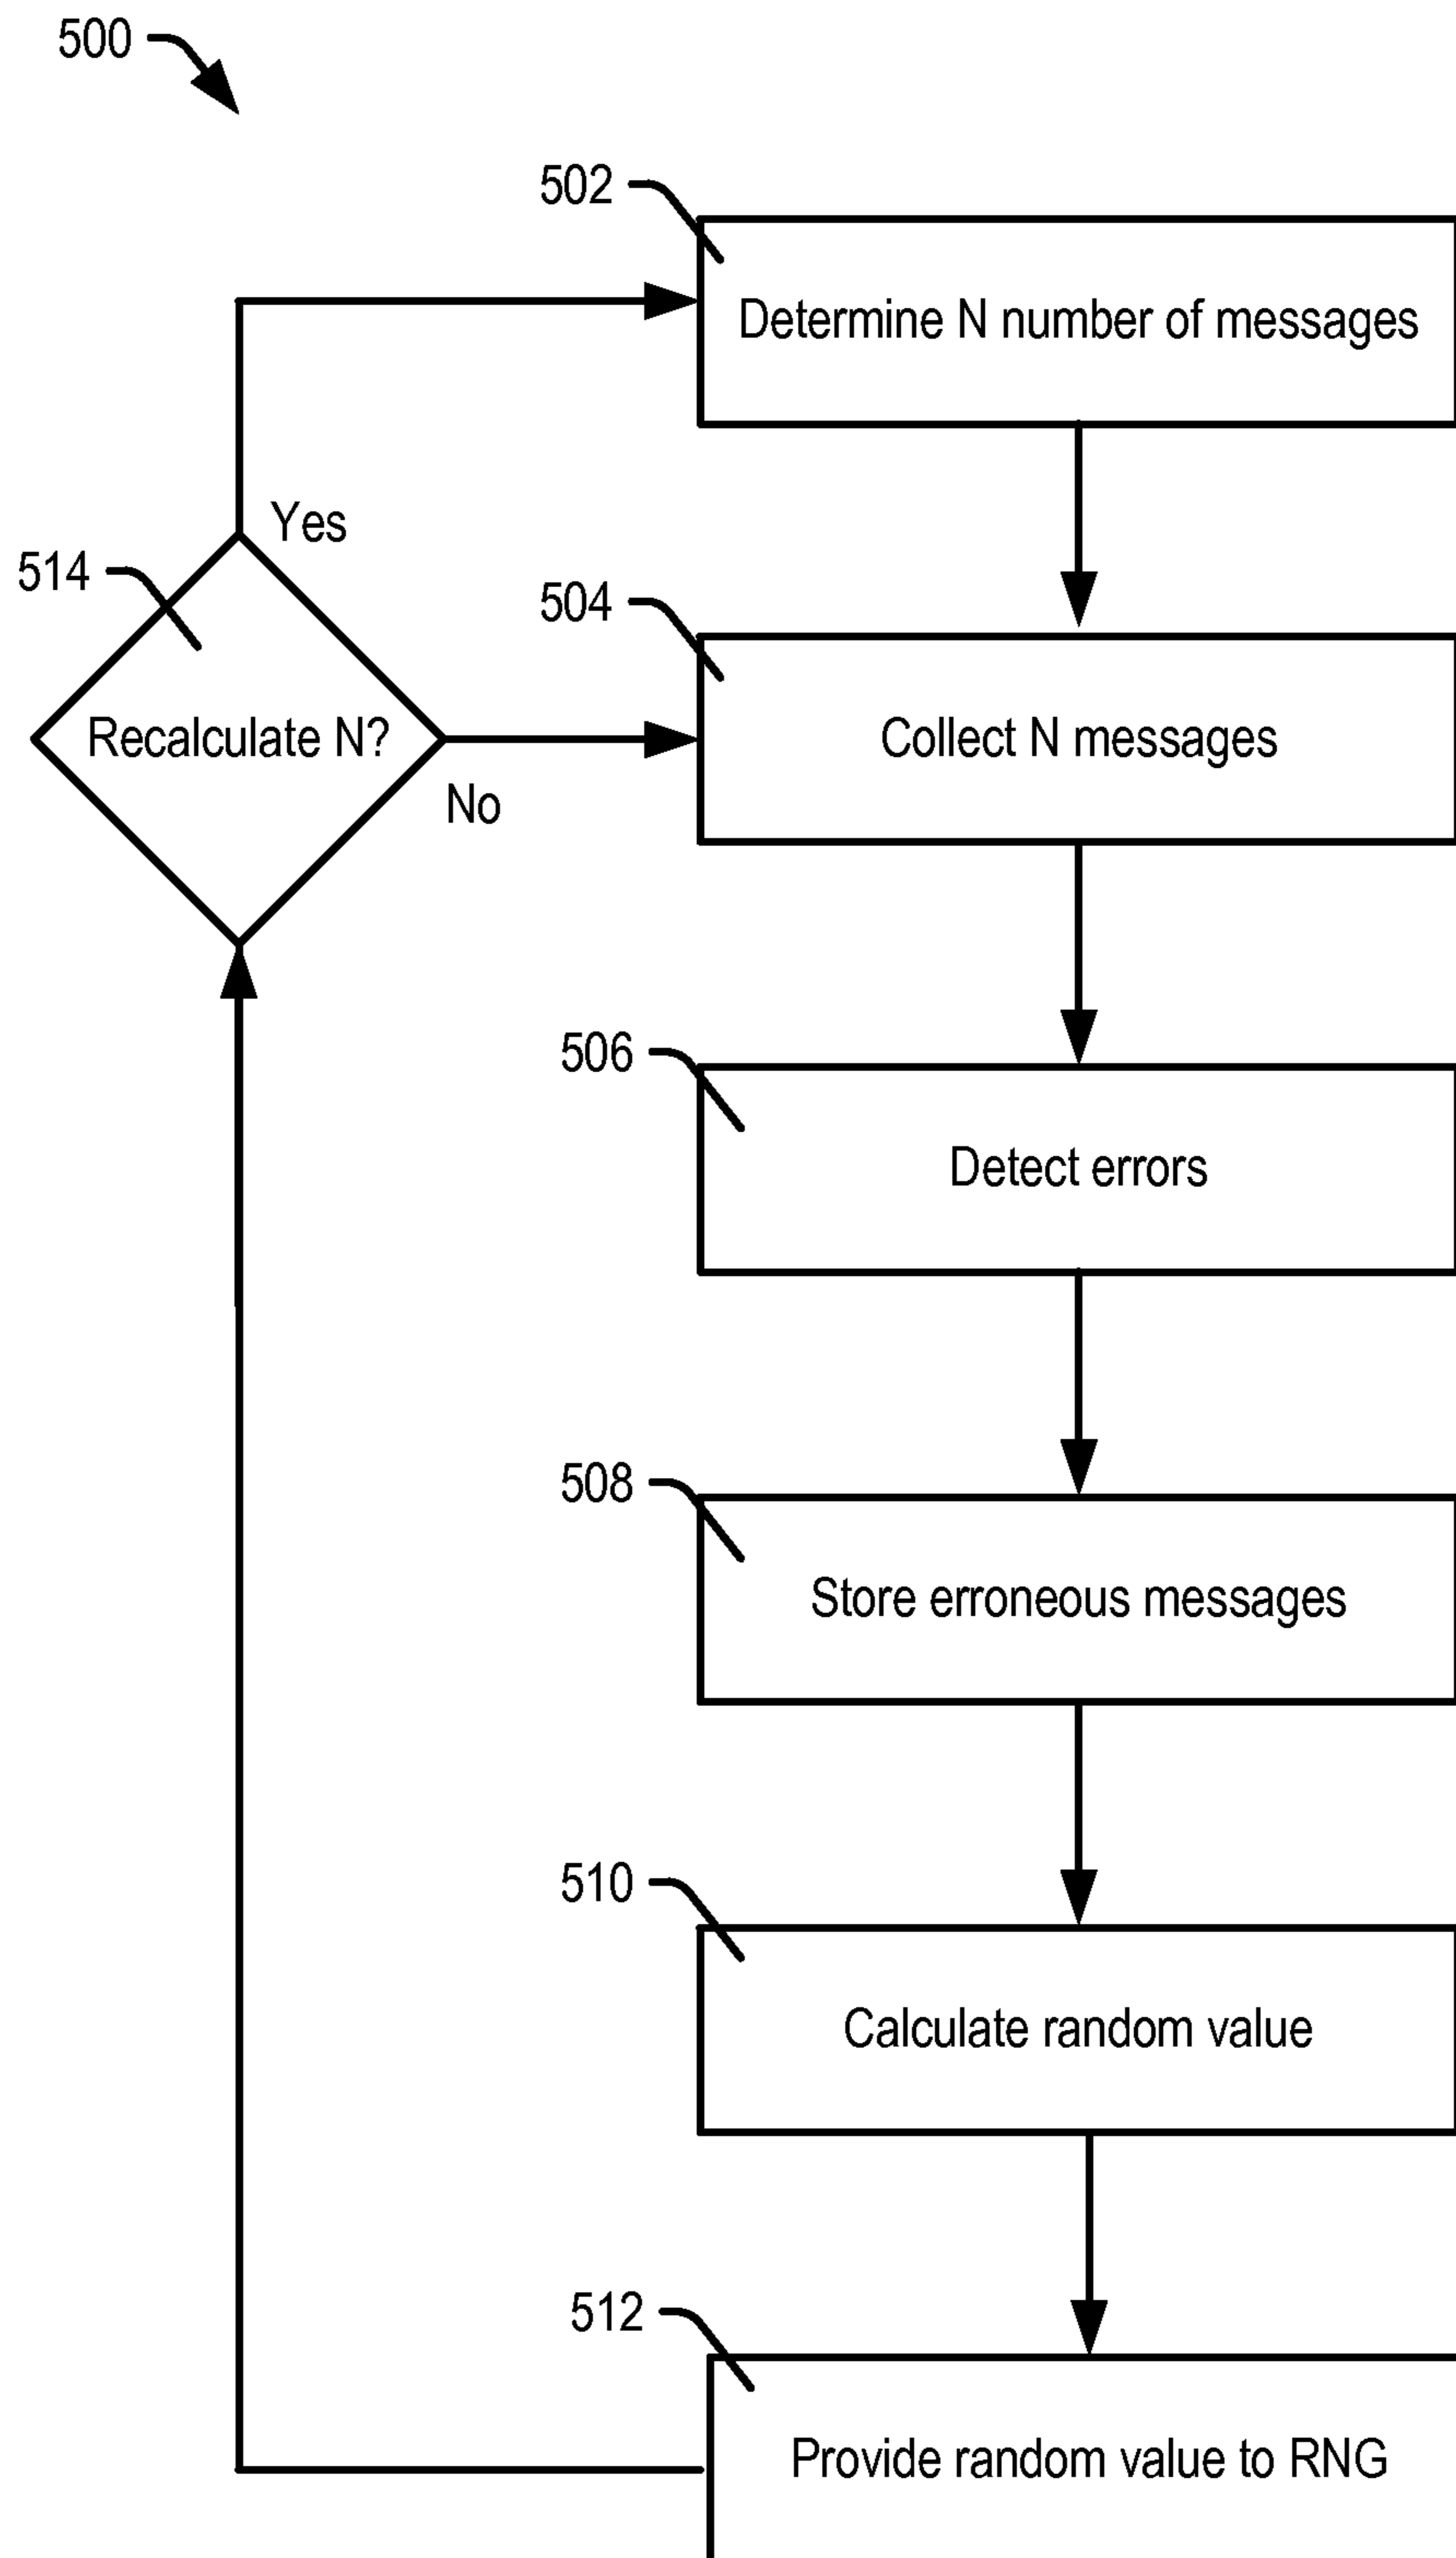 500
502
Determine N number of messages
Yes
514
504
Recalculate N?
Collect N messages
No
506
Detect errors
508
Store erroneous messages
510
Calculate random value
512
Provide random value to RNG